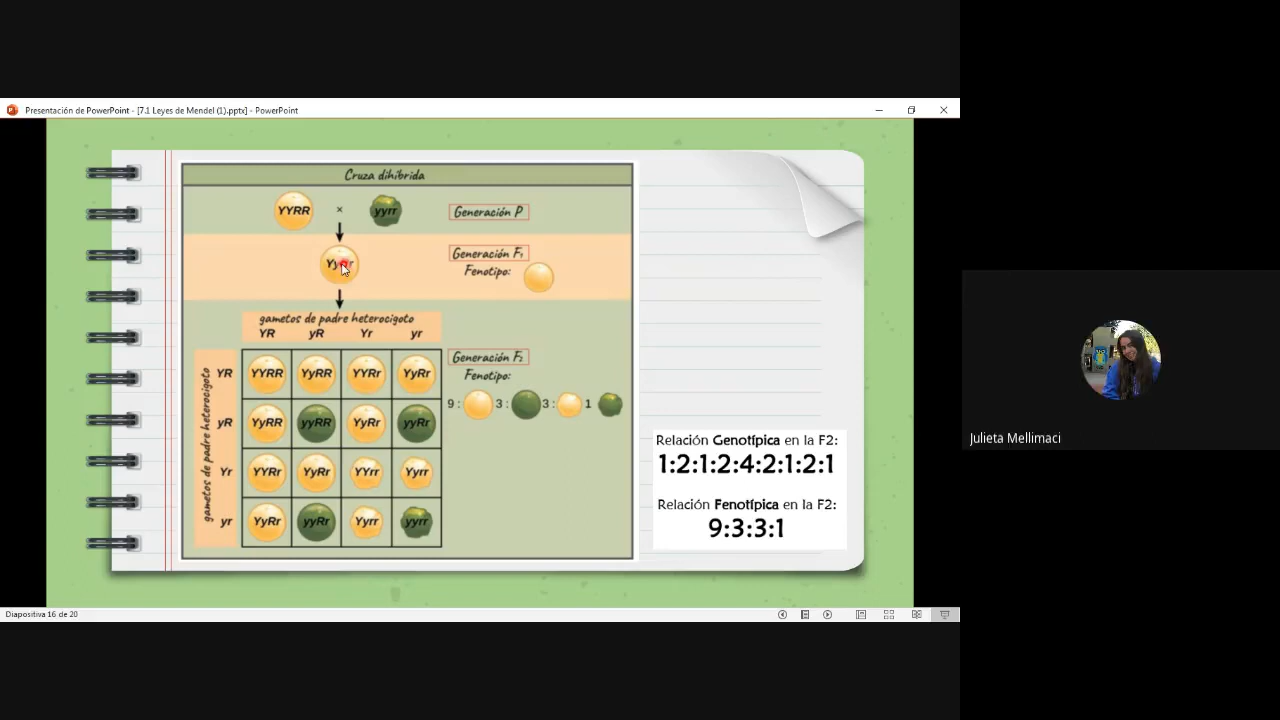 Presentación de PowerPoint - [7.1 Leyes de Mendel (1).pptx] - PowerPoint
Cruza dihíbrida
YYRR × yyrr Generación P
Generación F₁
Fenotipo:
gametos de padre heterocigoto
YR yR Yr yr
gametos de padre heterocigoto
Generación F₂
Fenotipo:
YR YYRR YyRR YYRr YyRr
9: 3: 3: 1
yR YyRR yyRR YyRr yyRr
Yr YYRr YyRr YYrr Yyrr
yr YyRr yyRr Yyrr yyrr
Relación Genotípica en la F2:
1:2:1:2:4:2:1:2:1
Relación Fenotípica en la F2:
9:3:3:1
Julieta Mellimaci
Diapositiva 16 de 20